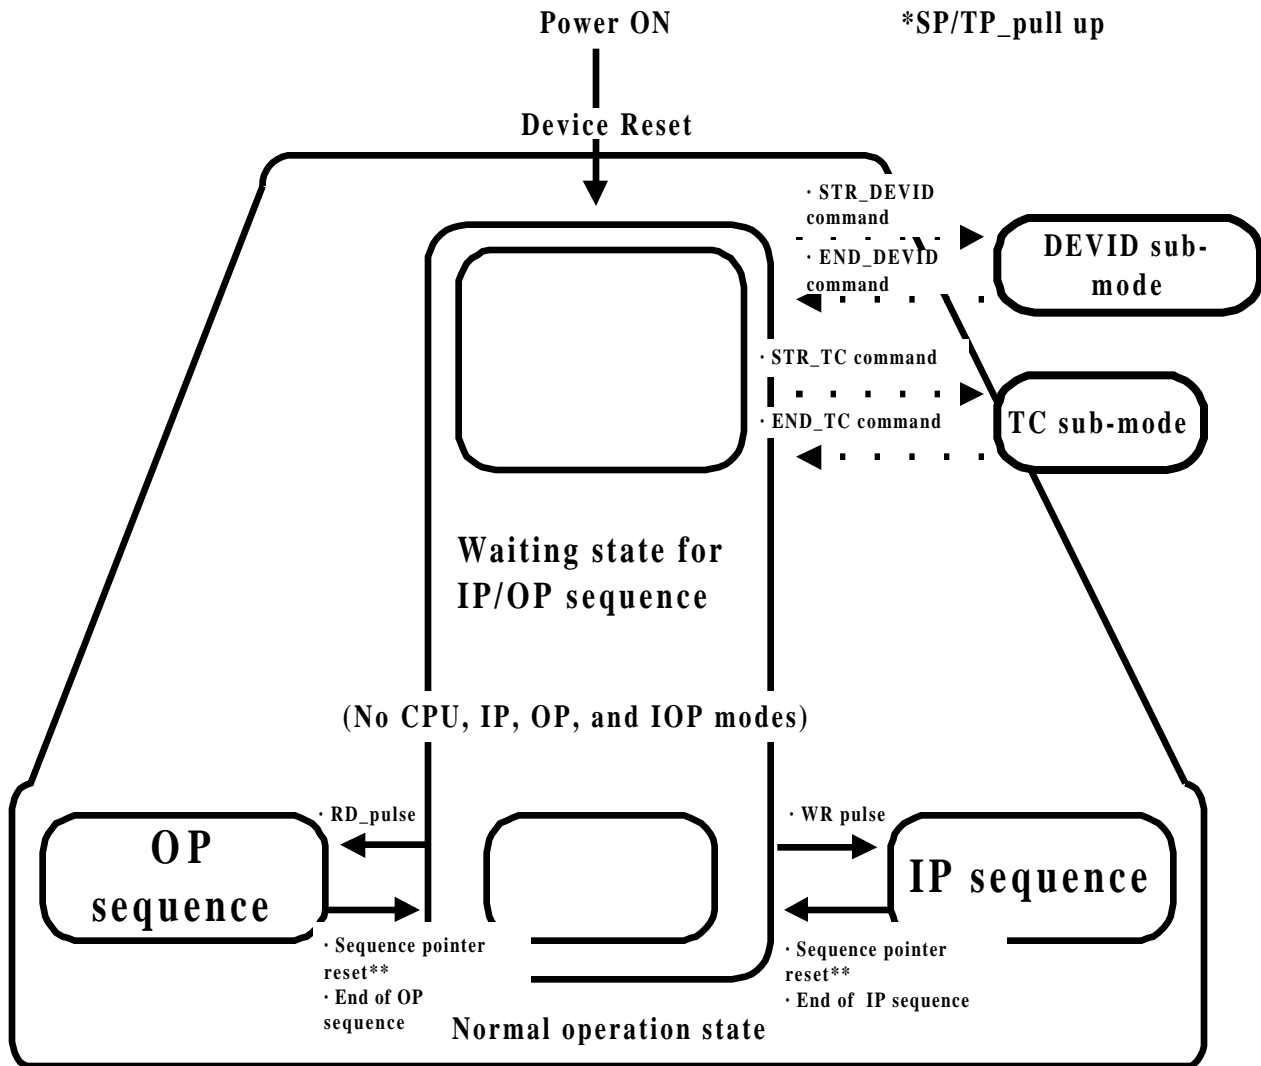 Power ON
*SP/TP_pull up
Device Reset
· STR_DEVID
command
· END_DEVID
command
DEVID sub-
mode
· STR_TC command
· END_TC command
TC sub-mode
Waiting state for
IP/OP sequence
(No CPU, IP, OP, and IOP modes)
· RD_pulse
· WR pulse
OP
sequence
IP sequence
· Sequence pointer
reset**
· End of OP
sequence
· Sequence pointer
reset**
· End of IP sequence
Normal operation state